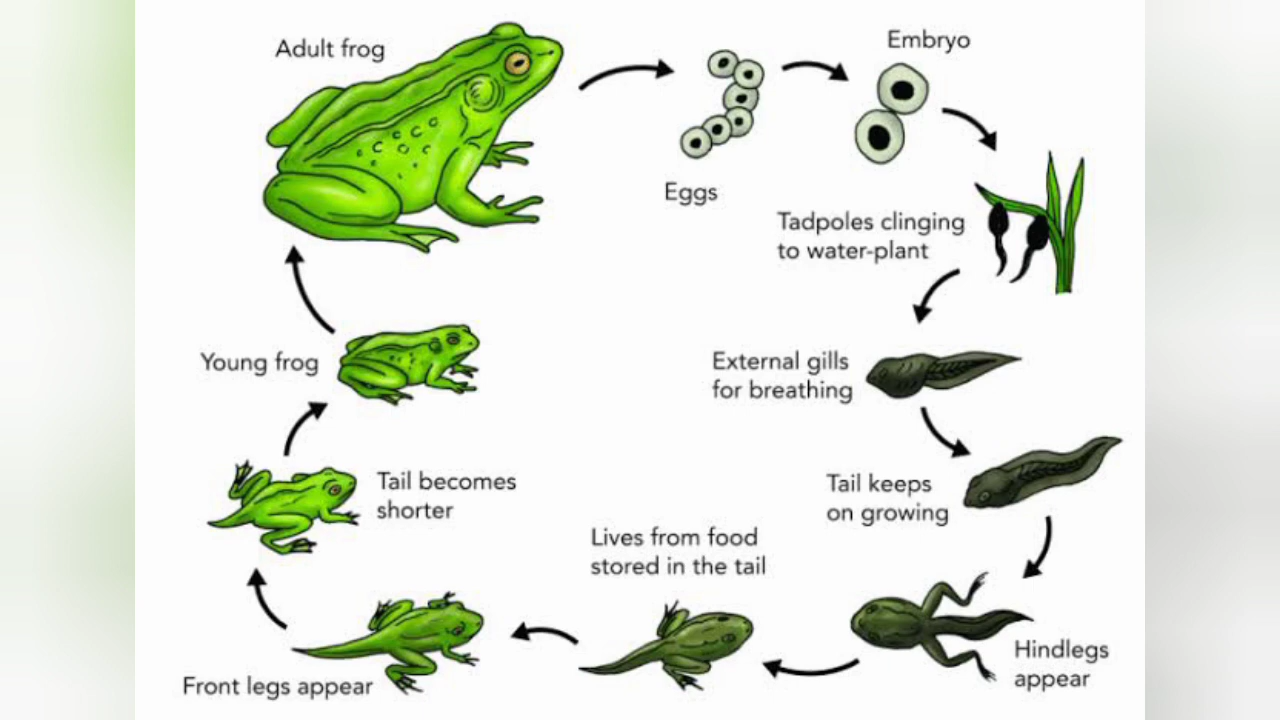 Adult frog
Eggs
Embryo
Tadpoles clinging
to water-plant
External gills
for breathing
Tail keeps
on growing
Hindlegs
appear
Lives from food
stored in the tail
Front legs appear
Tail becomes
shorter
Young frog